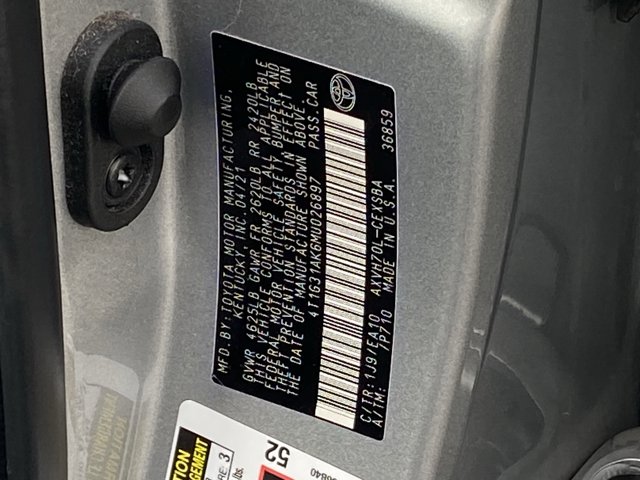 MFD. BY: TOYOTA MOTOR MANUFACTURING,
KENTUCKY, INC. 04/21
GVWR 4625LB GAWR FR 2620LB RR 2420LB
THIS VEHICLE CONFORMS TO ALL APPLICABLE
FEDERAL MOTOR VEHICLE SAFETY, BUMPER AND
THEFT PREVENTION STANDARDS IN EFFECT ON
THE DATE OF MANUFACTURE SHOWN ABOVE.
4T1G31AK6MU026897 PASS. CAR
C/TR: 1J9/EA10 AXVH70L-CEXSBA 36859
A/TM: 7P710 MADE IN U.S.A.
52